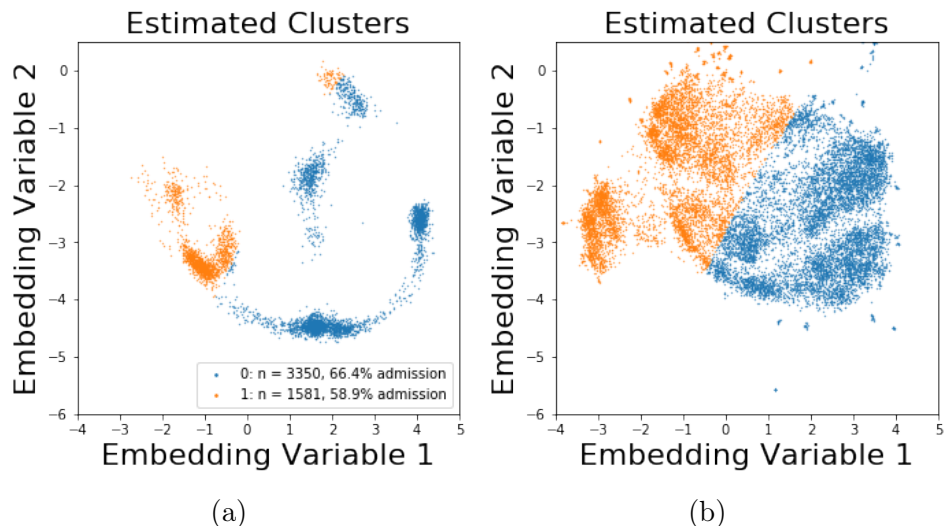 Estimated Clusters
Embedding Variable 2
0
−1
−2
−3
−4
−5
−6
0: n = 3350, 66.4% admission
1: n = 1581, 58.9% admission
−4 −3 −2 −1 0 1 2 3 4 5
Embedding Variable 1
(a)
Estimated Clusters
Embedding Variable 2
0
−1
−2
−3
−4
−5
−6
−4 −3 −2 −1 0 1 2 3 4 5
Embedding Variable 1
(b)